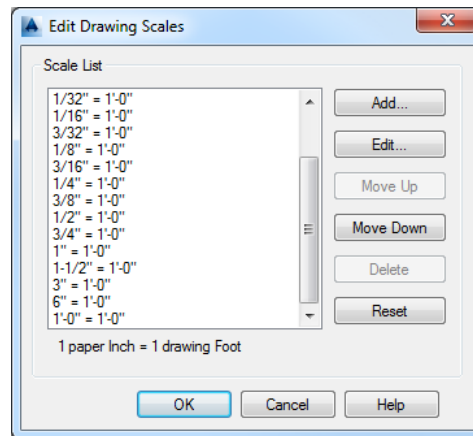 Edit Drawing Scales
Scale List
1/32" = 1'-0"
1/16" = 1'-0"
3/32" = 1'-0"
1/8" = 1'-0"
3/16" = 1'-0"
1/4" = 1'-0"
3/8" = 1'-0"
1/2" = 1'-0"
3/4" = 1'-0"
1" = 1'-0"
1-1/2" = 1'-0"
3" = 1'-0"
6" = 1'-0"
1'-0" = 1'-0"
Add...
Edit...
Move Up
Move Down
Delete
Reset
1 paper Inch = 1 drawing Foot
OK
Cancel
Help